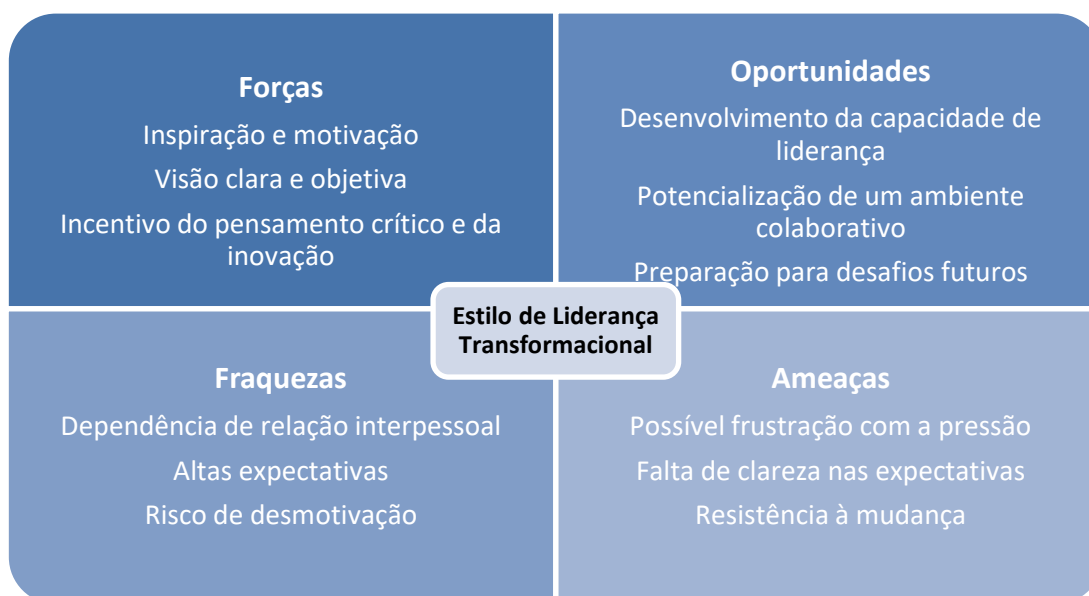 Forças
Inspiração e motivação
Visão clara e objetiva
Incentivo do pensamento crítico e da
inovação
Oportunidades
Desenvolvimento da capacidade de
liderança
Potencialização de um ambiente
colaborativo
Preparação para desafios futuros
Estilo de Liderança
Transformacional
Fraquezas
Dependência de relação interpessoal
Altas expectativas
Risco de desmotivação
Ameaças
Possível frustração com a pressão
Falta de clareza nas expectativas
Resistência à mudança